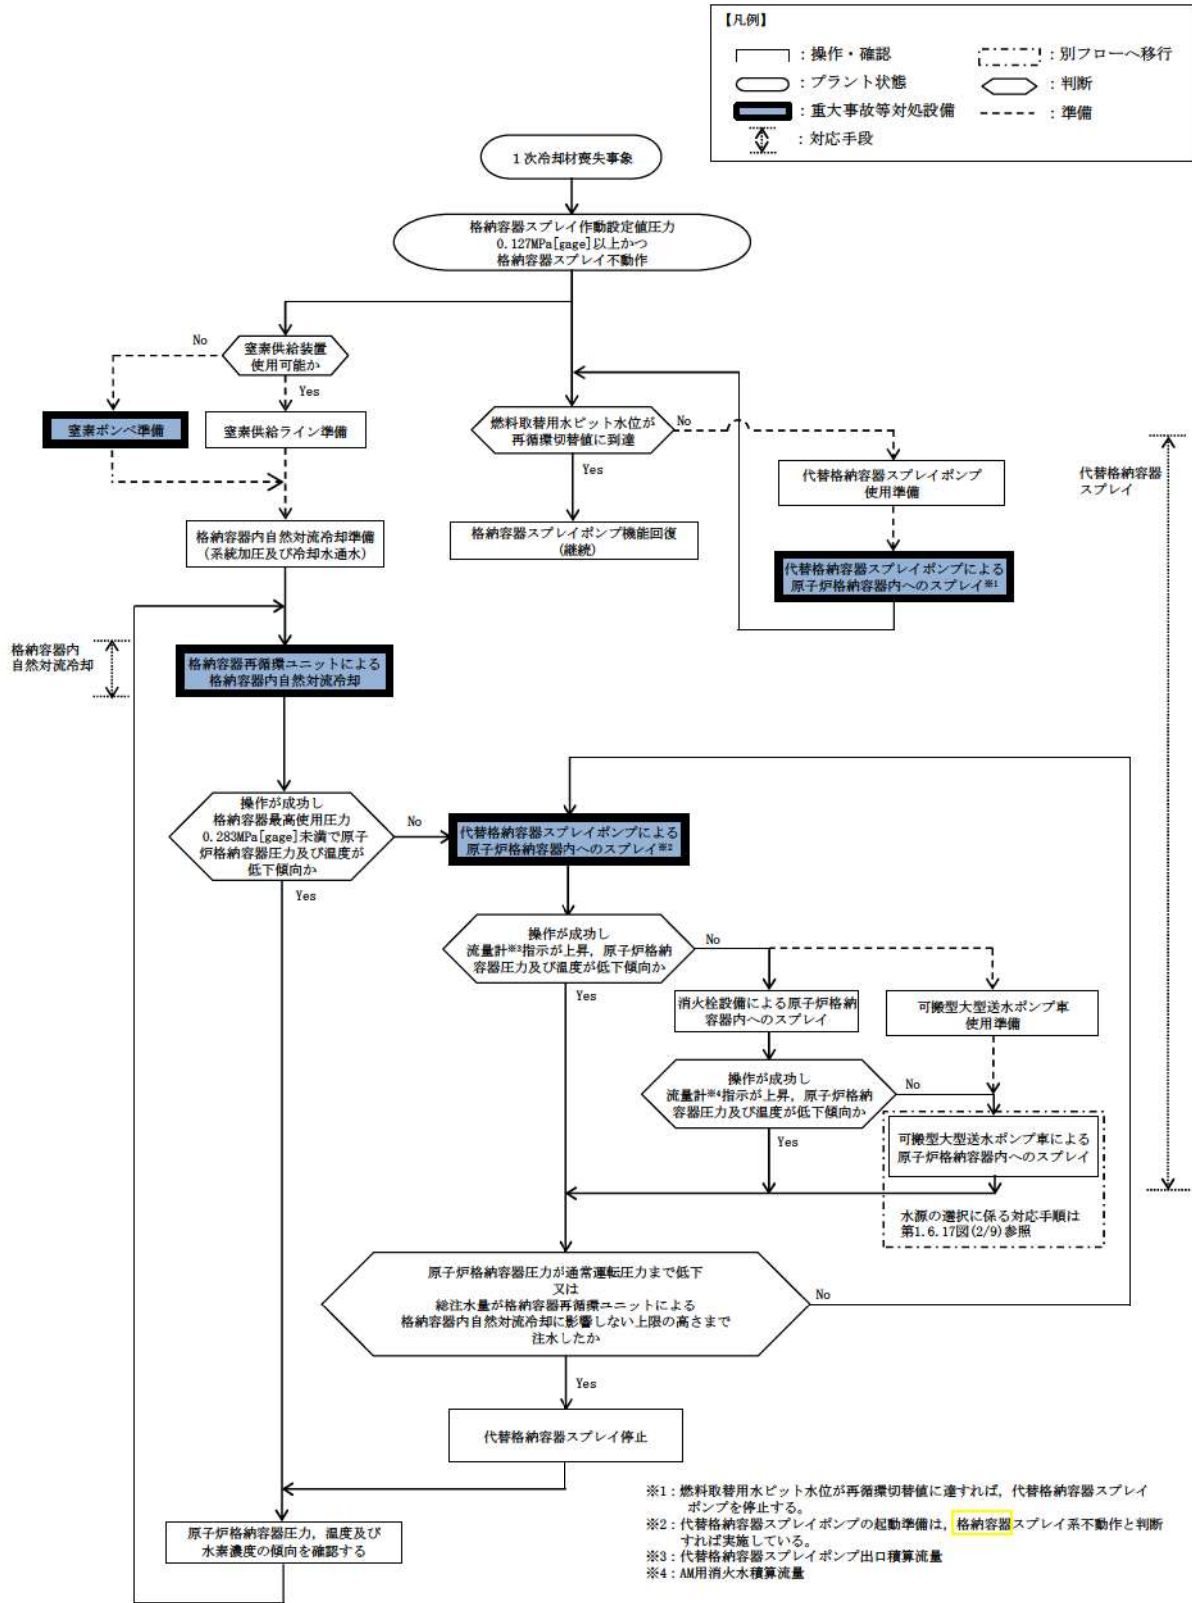 【凡例】
：操作・確認
：別フローへ移行
：プラント状態
：判断
：重大事故等対処設備
：準備
：対応手段
1次冷却材喪失事象
格納容器スプレイ作動設定値圧力
0.127MPa[gage]以上かつ
格納容器スプレイ不動作
No
窒素供給装置
使用可能か
Yes
窒素ボンベ準備
窒素供給ライン準備
燃料取替用水ピット水位が
再循環切替値に到達
No
Yes
代替格納容器スプレイポンプ
使用準備
代替格納容器
スプレイ
格納容器内自然対流冷却準備
(系統加圧及び冷却水通水)
格納容器スプレイポンプ機能回復
(継続)
代替格納容器スプレイポンプによる
原子炉格納容器内へのスプレイ※1
格納容器内
自然対流冷却
格納容器再循環ユニットによる
格納容器内自然対流冷却
操作が成功し
格納容器最高使用圧力
0.283MPa[gage]未満で原子
炉格納容器圧力及び温度が
低下傾向か
No
Yes
代替格納容器スプレイポンプによる
原子炉格納容器内へのスプレイ※2
操作が成功し
流量計※3指示が上昇，原子炉格納
容器圧力及び温度が低下傾向か
No
Yes
消火栓設備による原子炉格納
容器内へのスプレイ
可搬型大型送水ポンプ車
使用準備
操作が成功し
流量計※4指示が上昇，原子炉格納
容器圧力及び温度が低下傾向か
No
Yes
可搬型大型送水ポンプ車による
原子炉格納容器内へのスプレイ
水源の選択に係る対応手順は
第1.6.17図(2/9)参照
原子炉格納容器圧力が通常運転圧力まで低下
又は
総注水量が格納容器再循環ユニットによる
格納容器内自然対流冷却に影響しない上限の高さまで
注水したか
No
Yes
代替格納容器スプレイ停止
原子炉格納容器圧力，温度及び
水素濃度の傾向を確認する
※1：燃料取替用水ピット水位が再循環切替値に達すれば，代替格納容器スプレイ
ポンプを停止する。
※2：代替格納容器スプレイポンプの起動準備は，格納容器スプレイ系不動作と判断
すれば実施している。
※3：代替格納容器スプレイポンプ出口積算流量
※4：AM用消火水積算流量